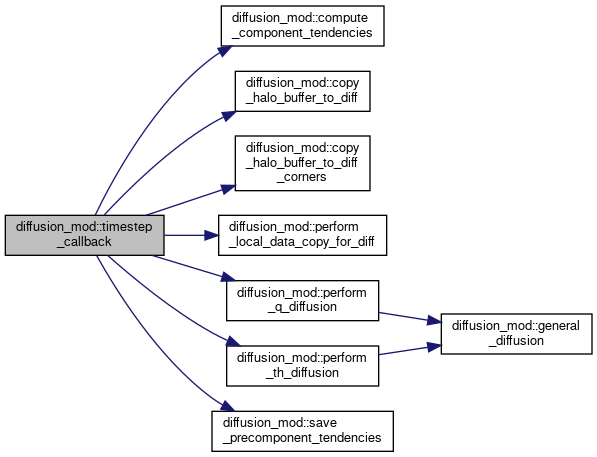 diffusion_mod::compute
_component_tendencies
diffusion_mod::copy
_halo_buffer_to_diff
diffusion_mod::copy
_halo_buffer_to_diff
_corners
diffusion_mod::timestep
_callback
diffusion_mod::perform
_local_data_copy_for_diff
diffusion_mod::perform
_q_diffusion
diffusion_mod::general
_diffusion
diffusion_mod::perform
_th_diffusion
diffusion_mod::save
_precomponent_tendencies